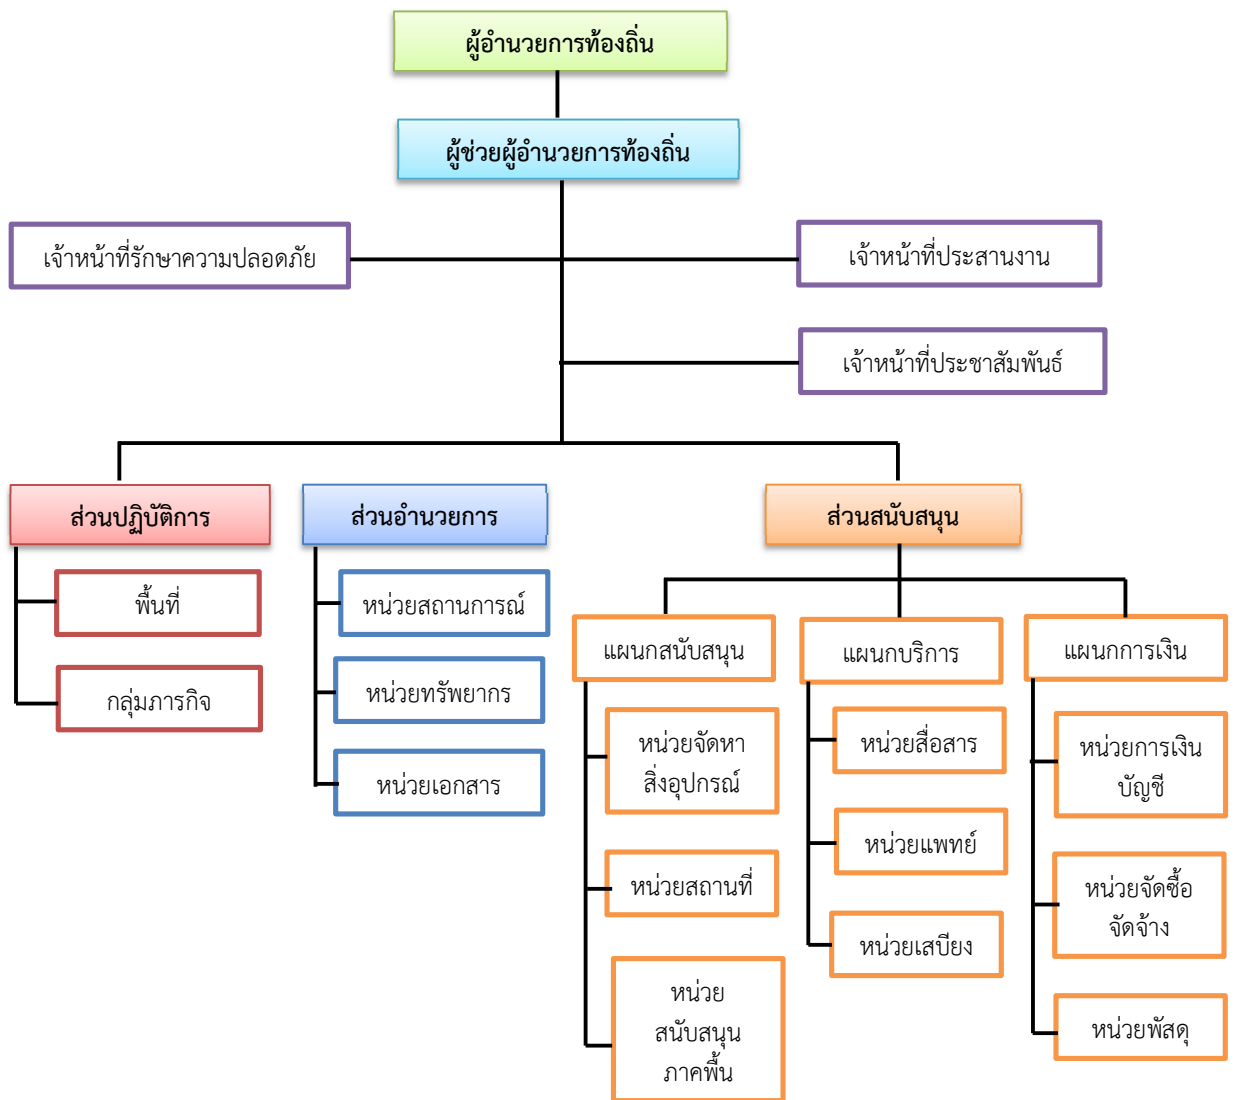 ผู้อำนวยการท้องถิ่น
ผู้ช่วยผู้อำนวยการท้องถิ่น
เจ้าหน้าที่รักษาความปลอดภัย
เจ้าหน้าที่ประสานงาน
เจ้าหน้าที่ประชาสัมพันธ์
ส่วนปฏิบัติการ
พื้นที่
กลุ่มภารกิจ
ส่วนอำนวยการ
หน่วยสถานการณ์
หน่วยทรัพยากร
หน่วยเอกสาร
ส่วนสนับสนุน
แผนกสนับสนุน
หน่วยจัดหา
สิ่งอุปกรณ์
หน่วยสถานที่
หน่วย
สนับสนุน
ภาคพื้น
แผนกบริการ
หน่วยสื่อสาร
หน่วยแพทย์
หน่วยเสบียง
แผนกการเงิน
หน่วยการเงิน
บัญชี
หน่วยจัดซื้อ
จัดจ้าง
หน่วยพัสดุ